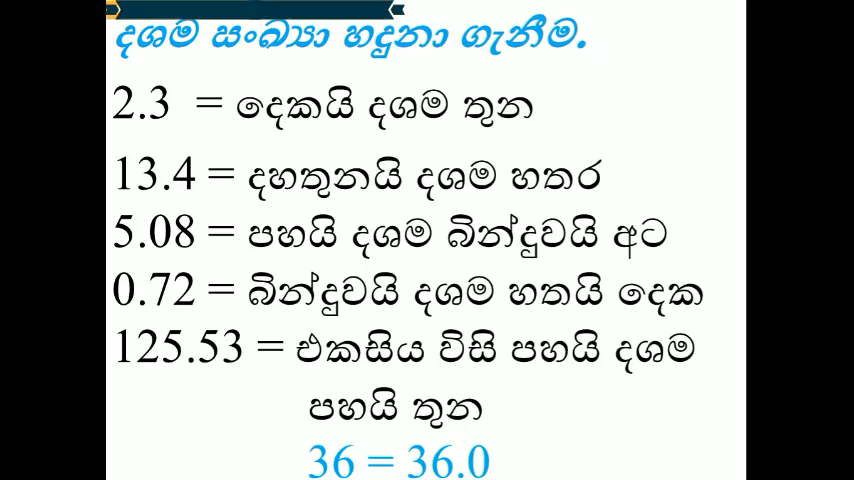 දශම සංඛ්‍යා හදුනා ගැනීම.
2.3 = දෙකයි දශම තුන
13.4 = දහතුනයි දශම හතර
5.08 = පහයි දශම බින්දුවයි අට
0.72 = බින්දුවයි දශම හතයි දෙක
125.53 = එකසිය විසි පහයි දශම
පහයි තුන
36 = 36.0